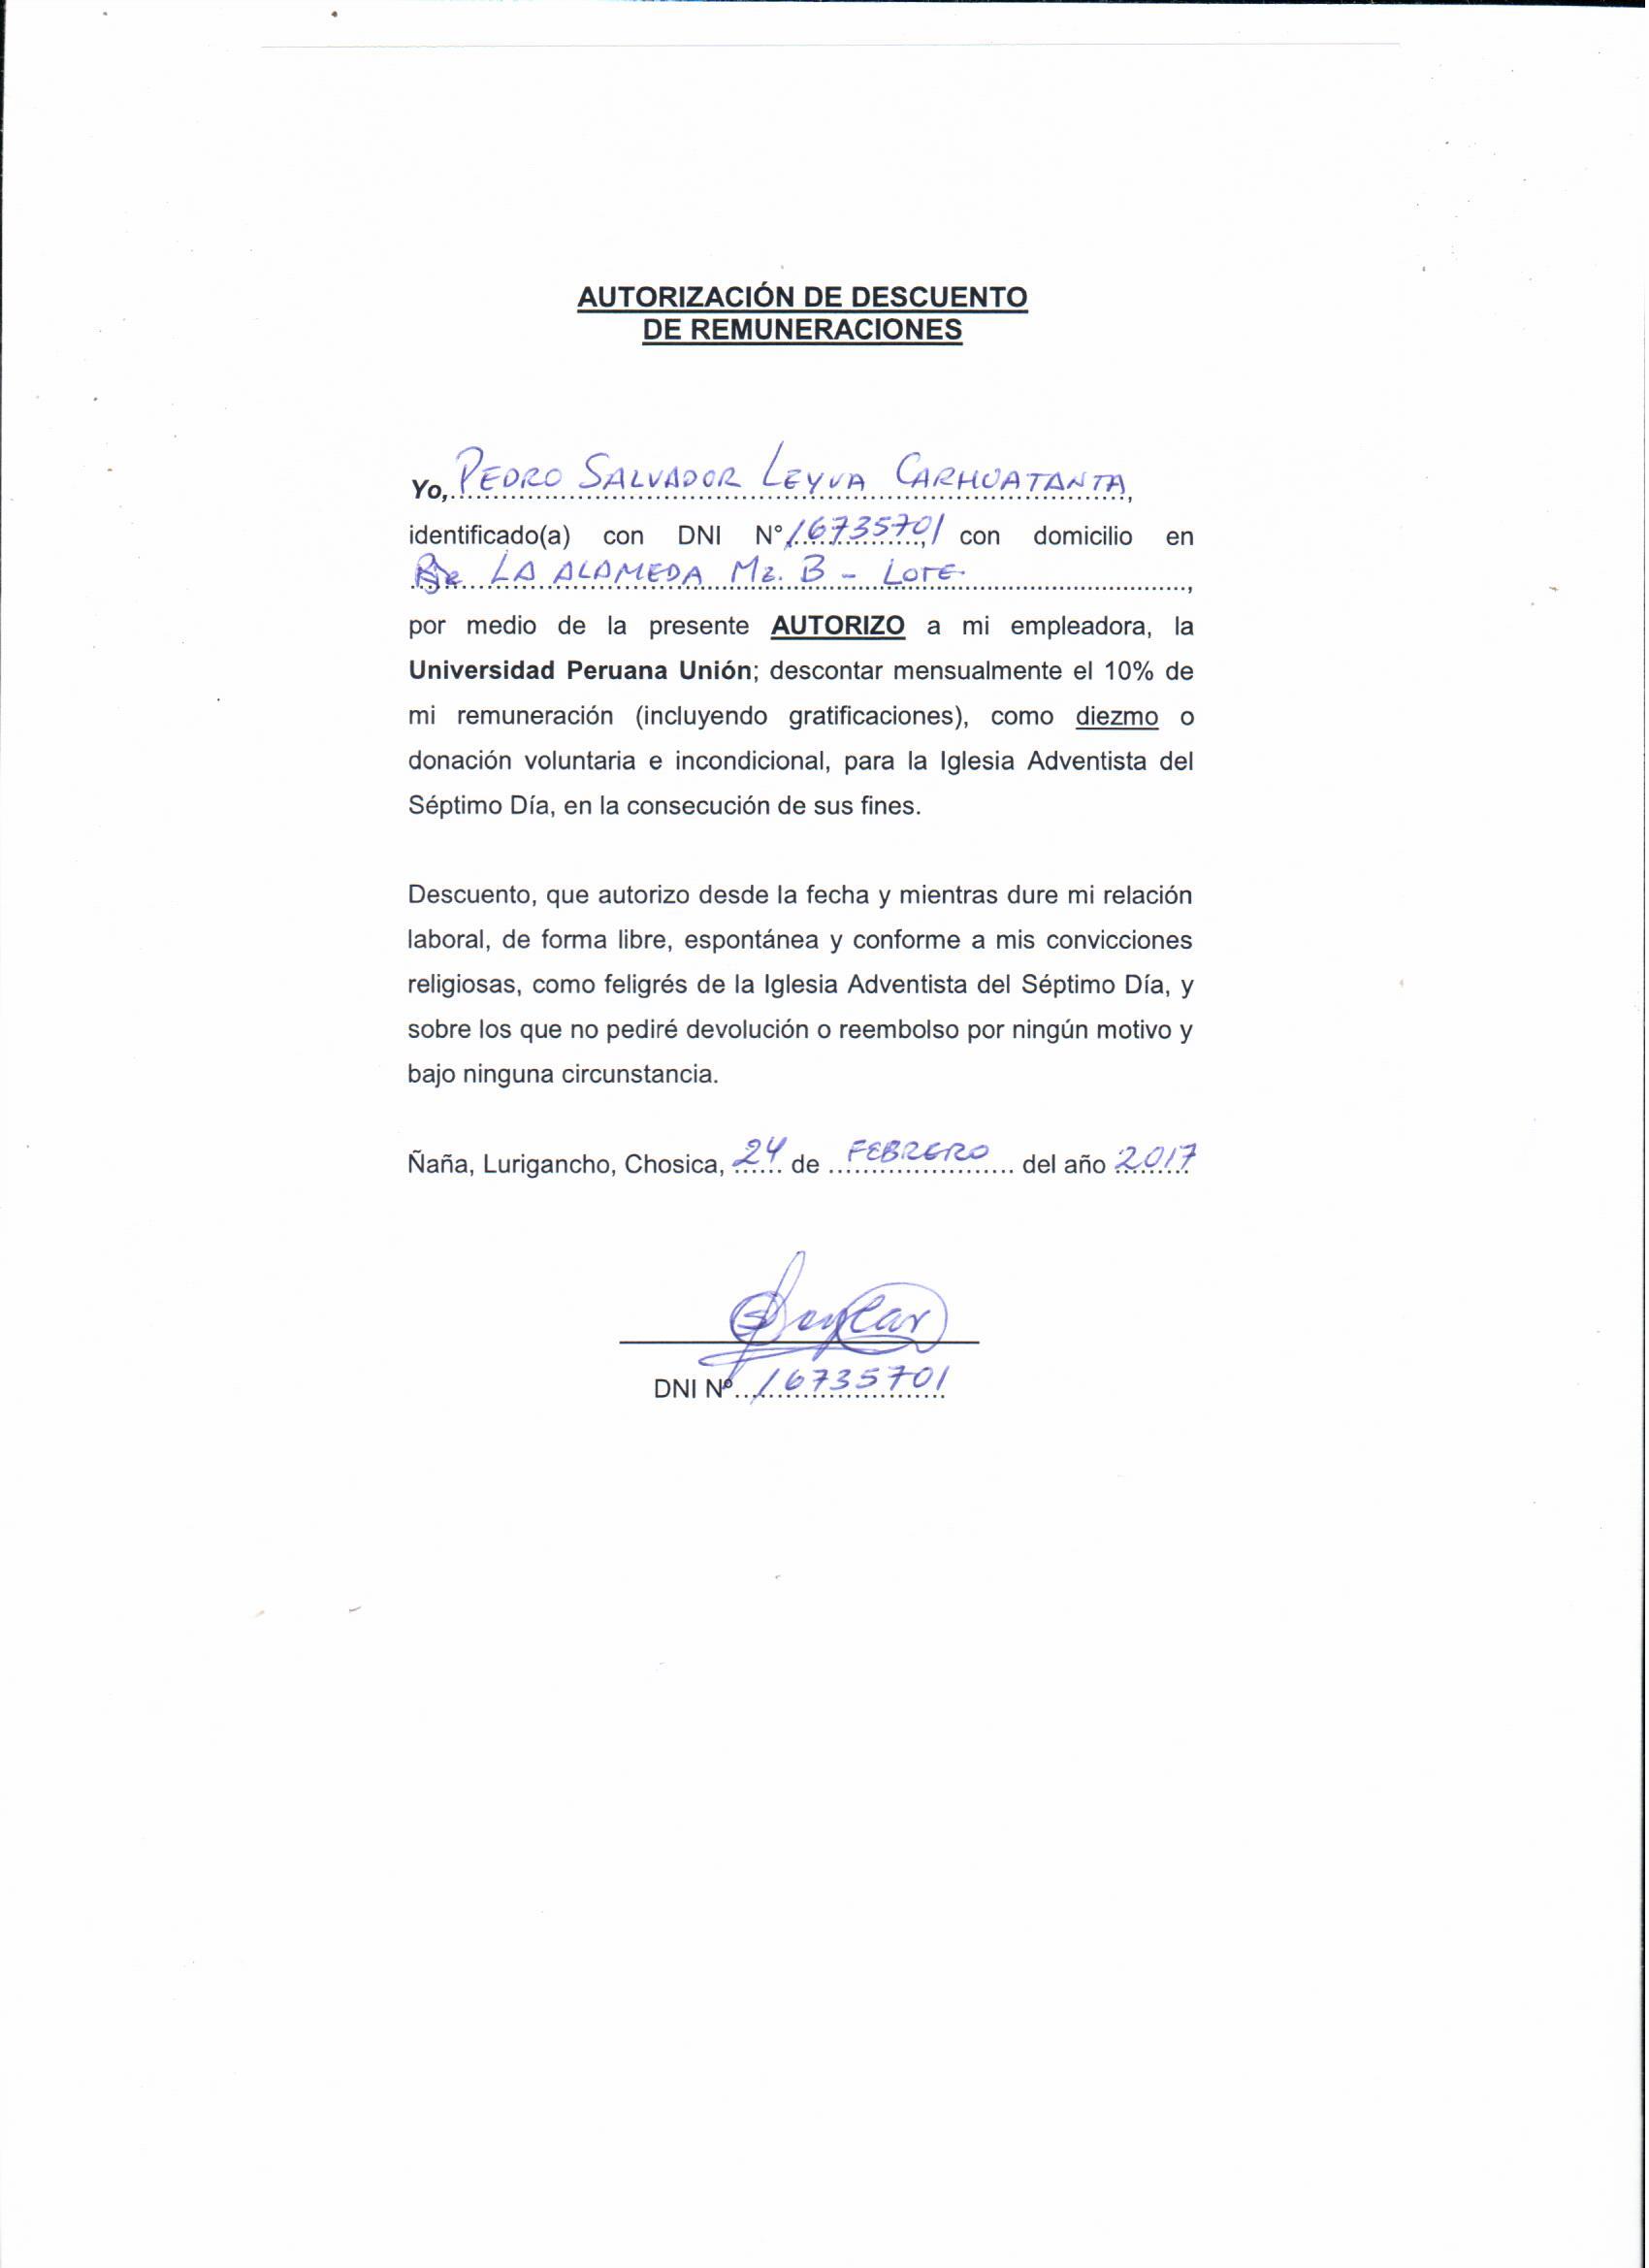 AUTORIZACIÓN DE DESCUENTO
DE REMUNERACIONES
Yo, PEDRO SALVADOR LEYVA CARHUATANTA,
identificado(a) con DNI N° 16735701, con domicilio en
LA ALAMEDA Mz. B - LOTE.
por medio de la presente AUTORIZO a mi empleadora, la
Universidad Peruana Unión; descontar mensualmente el 10% de
mi remuneración (incluyendo gratificaciones), como diezmo o
donación voluntaria e incondicional, para la Iglesia Adventista del
Séptimo Día, en la consecución de sus fines.
Descuento, que autorizo desde la fecha y mientras dure mi relación
laboral, de forma libre, espontánea y conforme a mis convicciones
religiosas, como feligrés de la Iglesia Adventista del Séptimo Día, y
sobre los que no pediré devolución o reembolso por ningún motivo y
bajo ninguna circunstancia.
Ñaña, Lurigancho, Chosica, 24 de FEBRERO del año 2017
DNI Nº 16735701